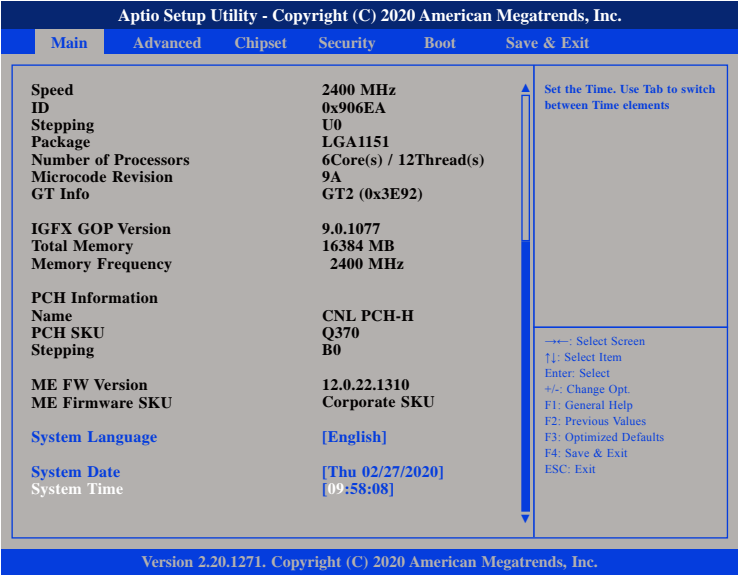 Aptio Setup Utility - Copyright (C) 2020 American Megatrends, Inc.
Main Advanced Chipset Security Boot Save & Exit
Speed 2400 MHz
ID 0x906EA
Stepping U0
Package LGA1151
Number of Processors 6Core(s) / 12Thread(s)
Microcode Revision 9A
GT Info GT2 (0x3E92)
IGFX GOP Version 9.0.1077
Total Memory 16384 MB
Memory Frequency 2400 MHz
PCH Information
Name CNL PCH-H
PCH SKU Q370
Stepping B0
ME FW Version 12.0.22.1310
ME Firmware SKU Corporate SKU
System Language [English]
System Date [Thu 02/27/2020]
System Time [09:58:08]
Set the Time. Use Tab to switch
between Time elements
→←: Select Screen
↑↓: Select Item
Enter: Select
+/-: Change Opt.
F1: General Help
F2: Previous Values
F3: Optimized Defaults
F4: Save & Exit
ESC: Exit
Version 2.20.1271. Copyright (C) 2020 American Megatrends, Inc.